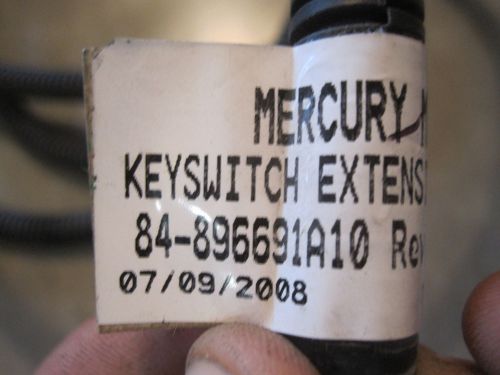 MERCURY
KEYSWITCH EXTENS
84-896691A10 Rev
07/09/2008